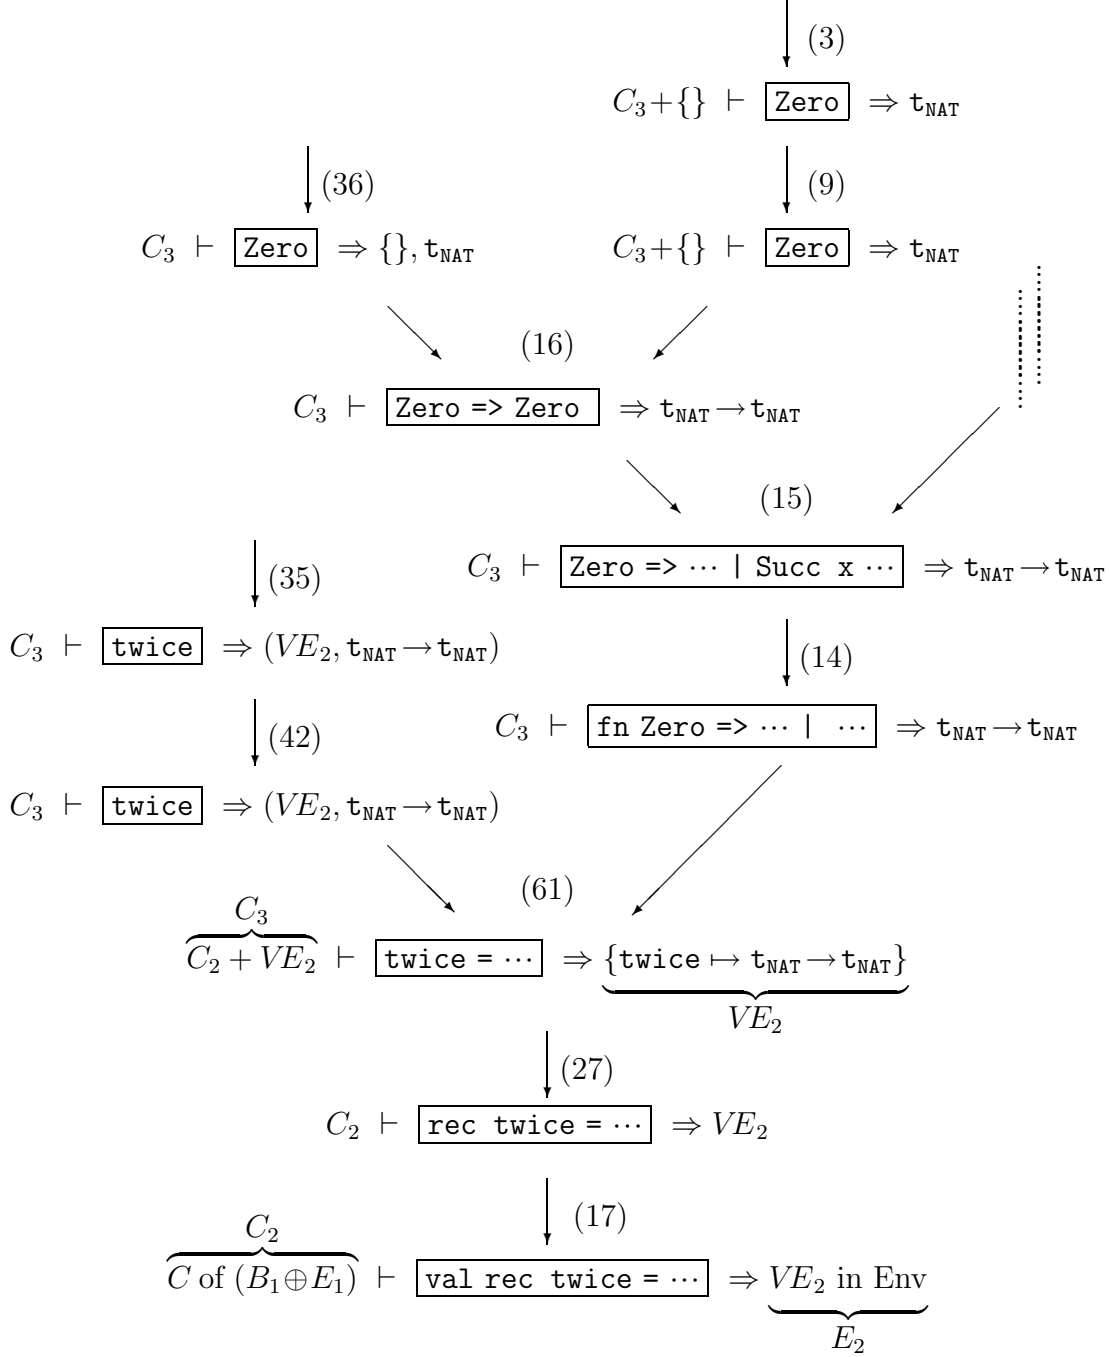 (3)
C₃+{} ⊢ Zero ⇒ t_NAT
(36) (9)
C₃ ⊢ Zero ⇒ {}, t_NAT C₃+{} ⊢ Zero ⇒ t_NAT
(16)
C₃ ⊢ Zero => Zero ⇒ t_NAT → t_NAT
(15)
C₃ ⊢ Zero => ··· | Succ x ··· ⇒ t_NAT → t_NAT
(35)
C₃ ⊢ twice ⇒ (VE₂, t_NAT → t_NAT)
(14)
C₃ ⊢ fn Zero => ··· | ··· ⇒ t_NAT → t_NAT
(42)
C₃ ⊢ twice ⇒ (VE₂, t_NAT → t_NAT)
(61)
C₃
C₂ + VE₂ ⊢ twice = ··· ⇒ {twice ↦ t_NAT → t_NAT}
VE₂
(27)
C₂ ⊢ rec twice = ··· ⇒ VE₂
(17)
C₂
C of (B₁⊕E₁) ⊢ val rec twice = ··· ⇒ VE₂ in Env
E₂